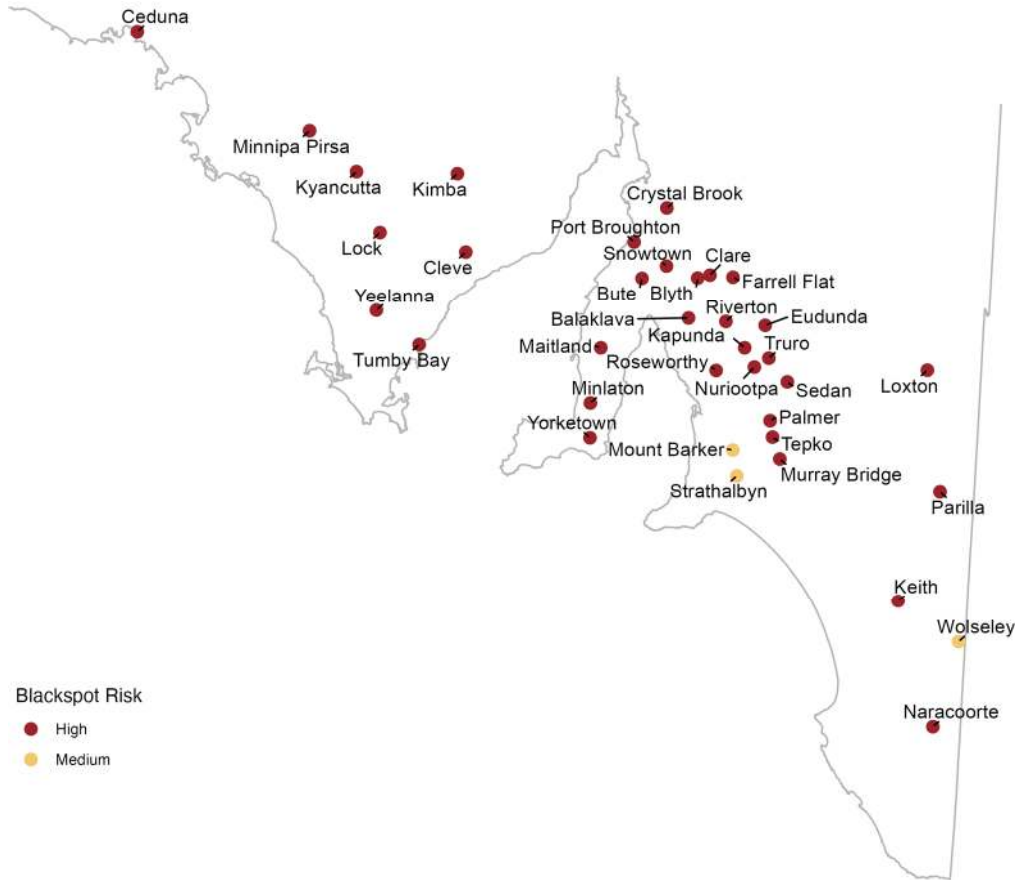 Ceduna
Minnipa Pirsa
Kyancutta
Kimba
Crystal Brook
Port Broughton
Lock
Snowtown
Clare
Cleve
Farrell Flat
Bute
Blyth
Yeelanna
Riverton
Balaklava
Eudunda
Kapunda
Truro
Tumby Bay
Maitland
Roseworthy
Nuriootpa
Sedan
Loxton
Minlaton
Palmer
Yorketown
Tepko
Mount Barker
Murray Bridge
Strathalbyn
Parilla
Keith
Wolseley
Naracoorte
Blackspot Risk
High
Medium